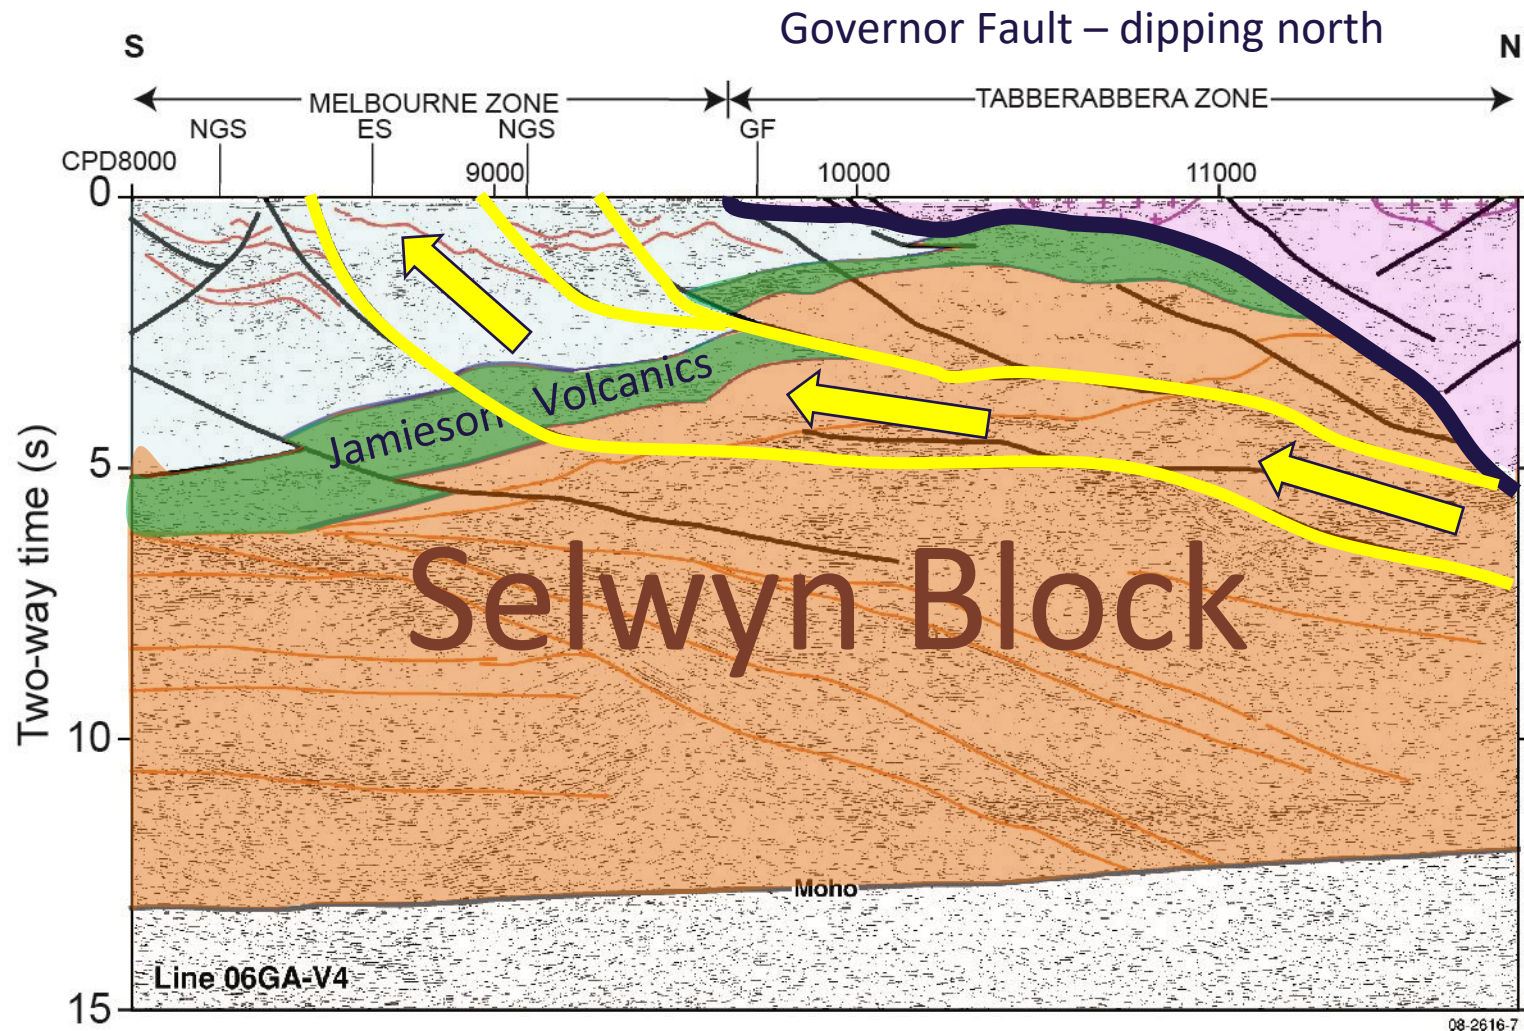 Governor Fault – dipping north
S
N
MELBOURNE ZONE
TABBERABBERA ZONE
NGS
ES
NGS
GF
CPD8000
9000
10000
11000
0
Jamieson Volcanics
5
Two-way time (s)
Selwyn Block
10
Moho
Line 06GA-V4
15
08-2616-7